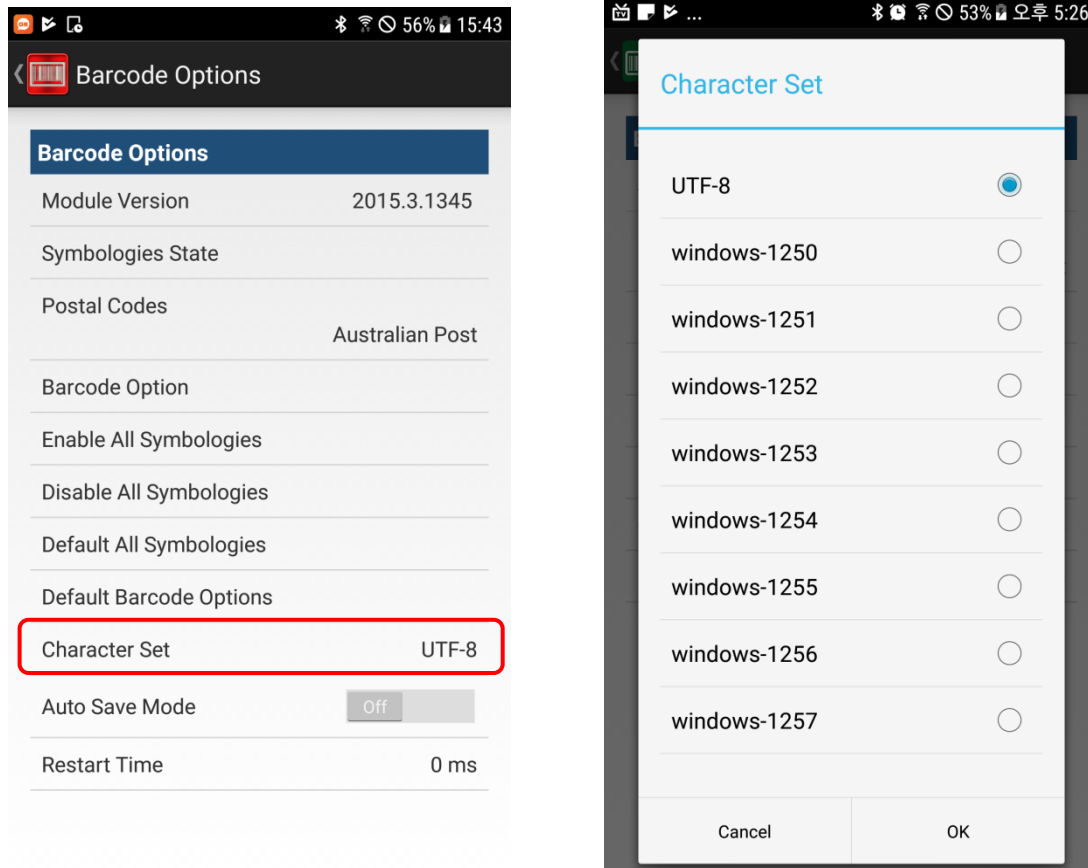 56% 15:43
Barcode Options
Barcode Options
Module Version 2015.3.1345
Symbologies State
Postal Codes
Australian Post
Barcode Option
Enable All Symbologies
Disable All Symbologies
Default All Symbologies
Default Barcode Options
Character Set UTF-8
Auto Save Mode Off
Restart Time 0 ms
... 53% 오후 5:26
Character Set
UTF-8
windows-1250
windows-1251
windows-1252
windows-1253
windows-1254
windows-1255
windows-1256
windows-1257
Cancel OK